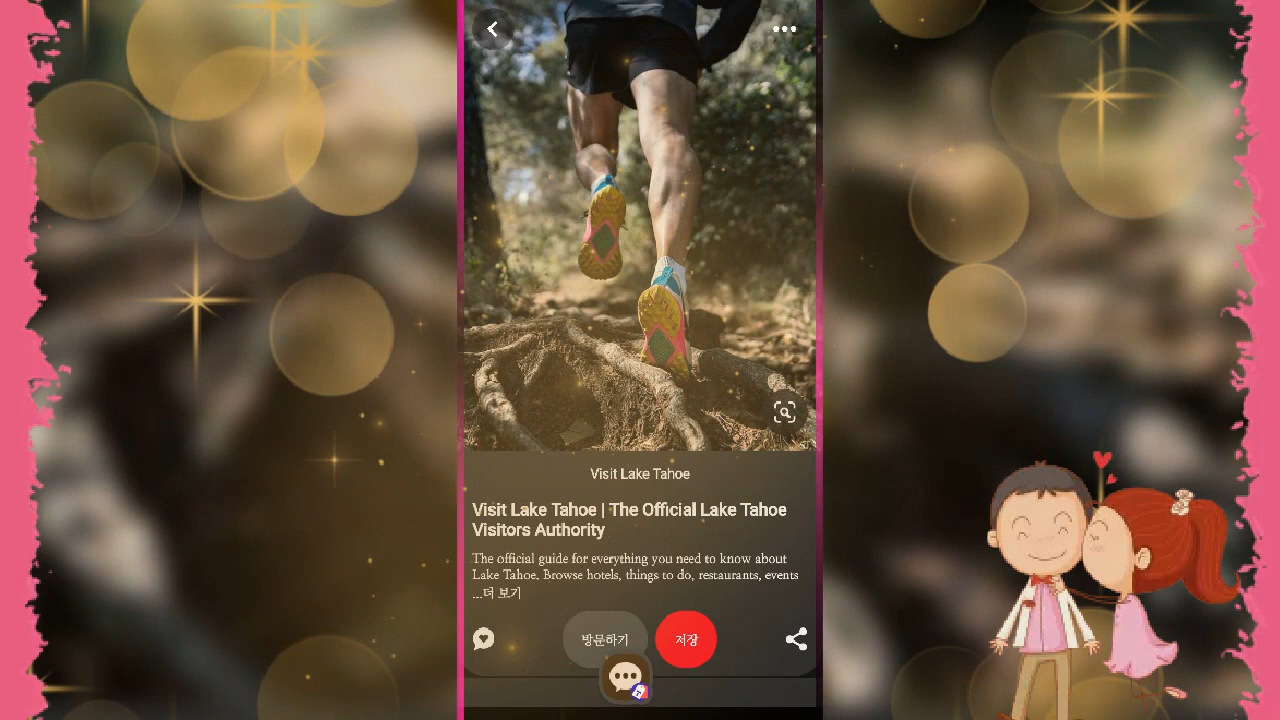 Visit Lake Tahoe
Visit Lake Tahoe | The Official Lake Tahoe
Visitors Authority
The official guide for everything you need to know about
Lake Tahoe. Browse hotels, things to do, restaurants, events
...더 보기
방문하기 저장